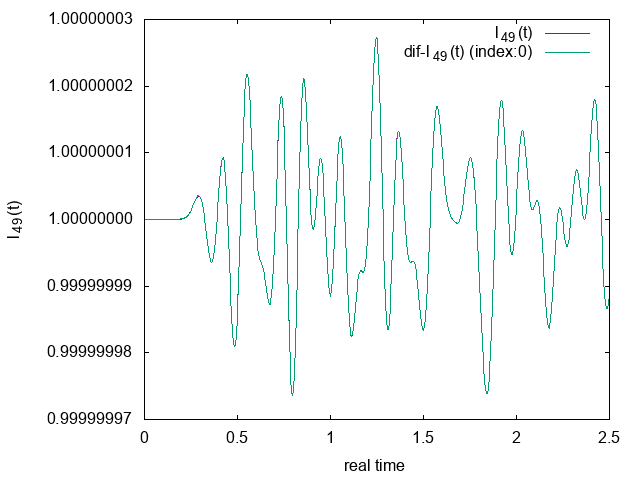 1.00000003
1.00000002
1.00000001
1.00000000
0.99999999
0.99999998
0.99999997
I49(t)
I49(t)
dif-I49(t) (index:0)
0 0.5 1 1.5 2 2.5
real time